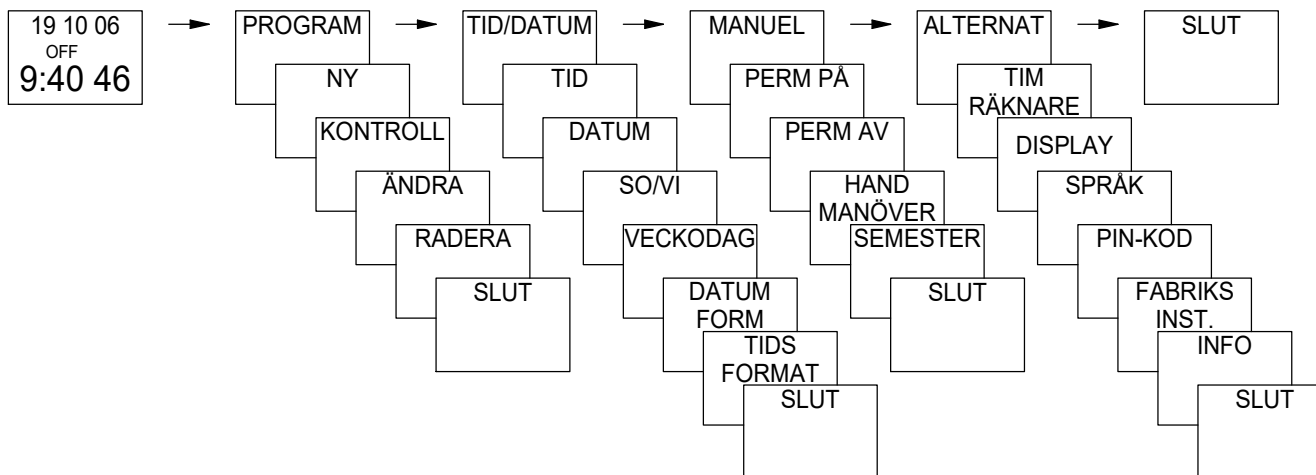 19 10 06
OFF
9:40 46
PROGRAM
NY
KONTROLL
ÄNDRA
RADERA
SLUT
TID/DATUM
TID
DATUM
SO/VI
VECKODAG
DATUM
FORM
TIDS
FORMAT
SLUT
MANUEL
PERM PÅ
PERM AV
HAND
MANÖVER
SEMESTER
SLUT
ALTERNAT
TIM
RÄKNARE
DISPLAY
SPRÅK
PIN-KOD
FABRIKS
INST.
INFO
SLUT
SLUT